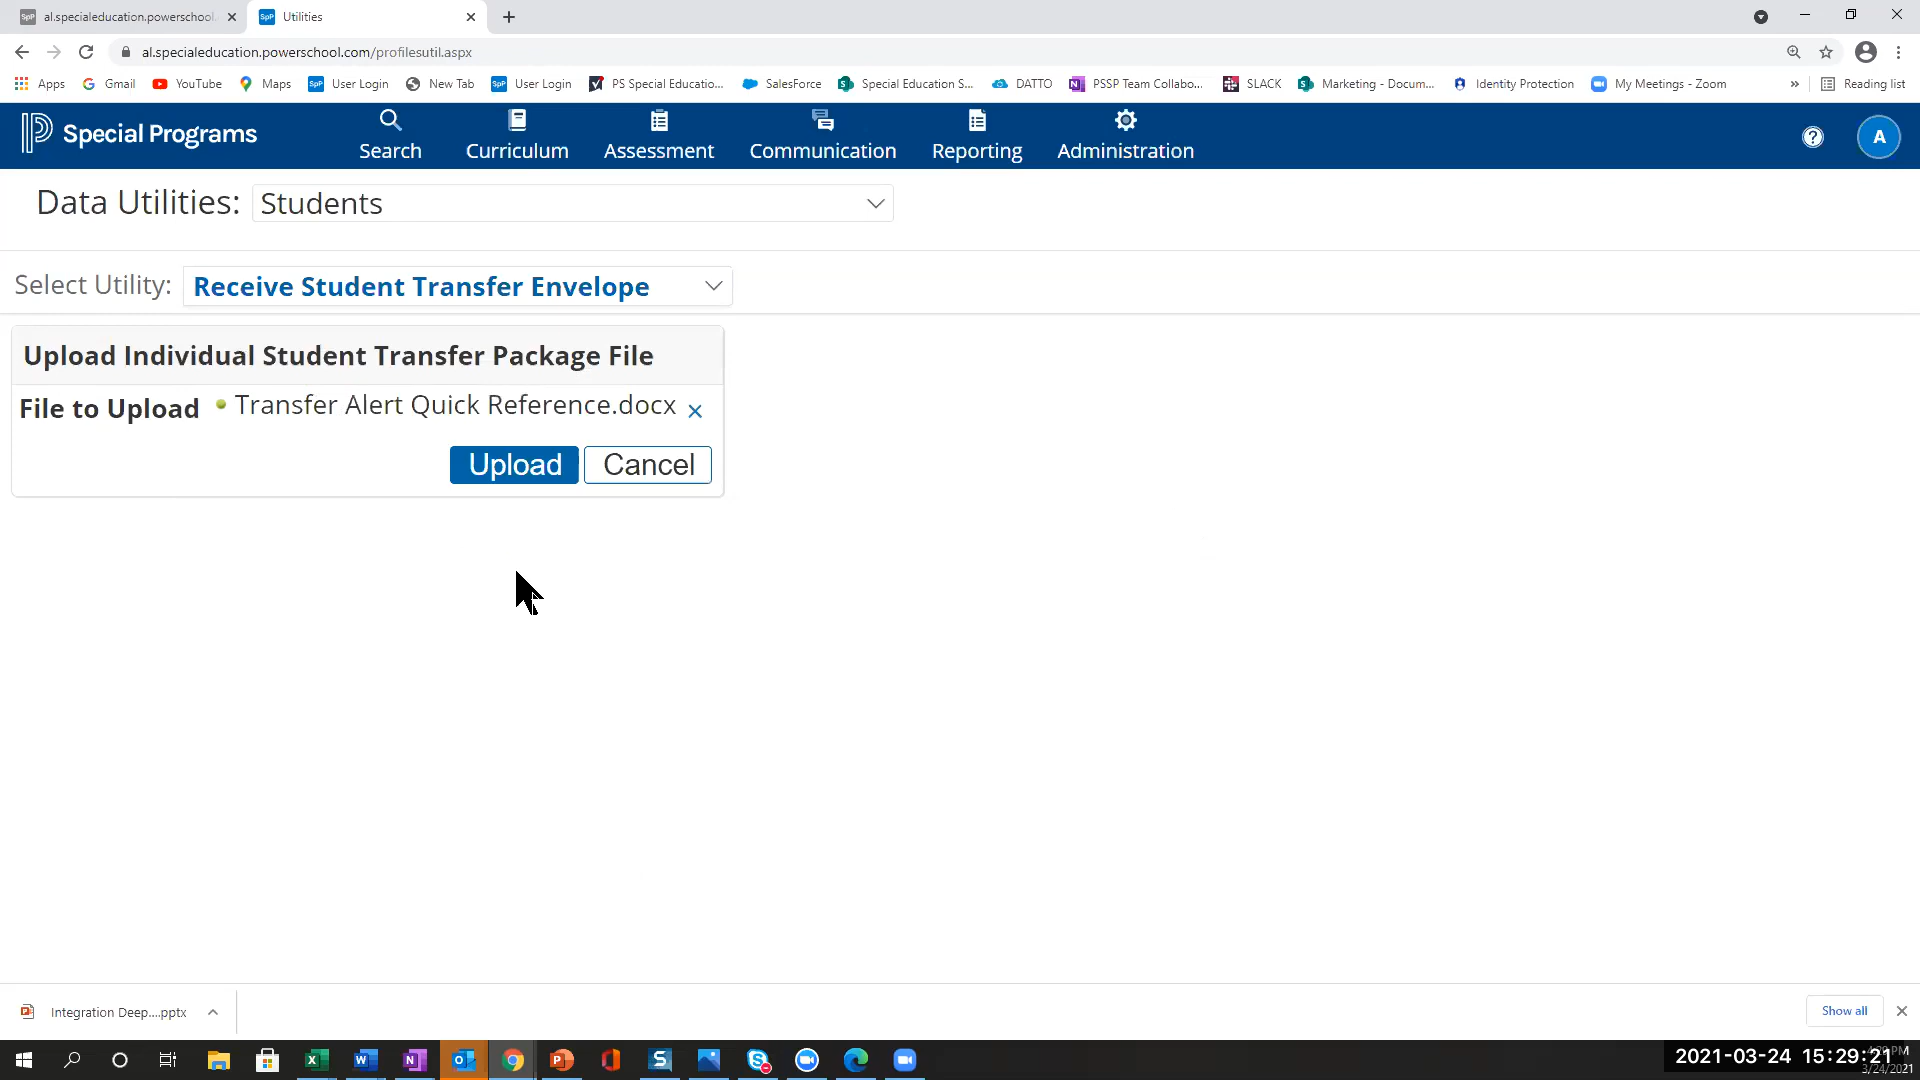 al.specialeducation.powerschool.
Utilities
al.specialeducation.powerschool.com/profilesutil.aspx
Apps
Gmail
YouTube
Maps
User Login
New Tab
User Login
PS Special Educatio...
SalesForce
Special Education S...
DATTO
PSSP Team Collabo...
SLACK
Marketing - Docum...
Identity Protection
My Meetings - Zoom
»
Reading list
Special Programs
Search
Curriculum
Assessment
Communication
Reporting
Administration
A
Data Utilities:
Students
Select Utility:
Receive Student Transfer Envelope
Upload Individual Student Transfer Package File
File to Upload
Transfer Alert Quick Reference.docx
Upload
Cancel
Integration Deep....pptx
Show all
2021-03-24 15:29:21
3/24/2021